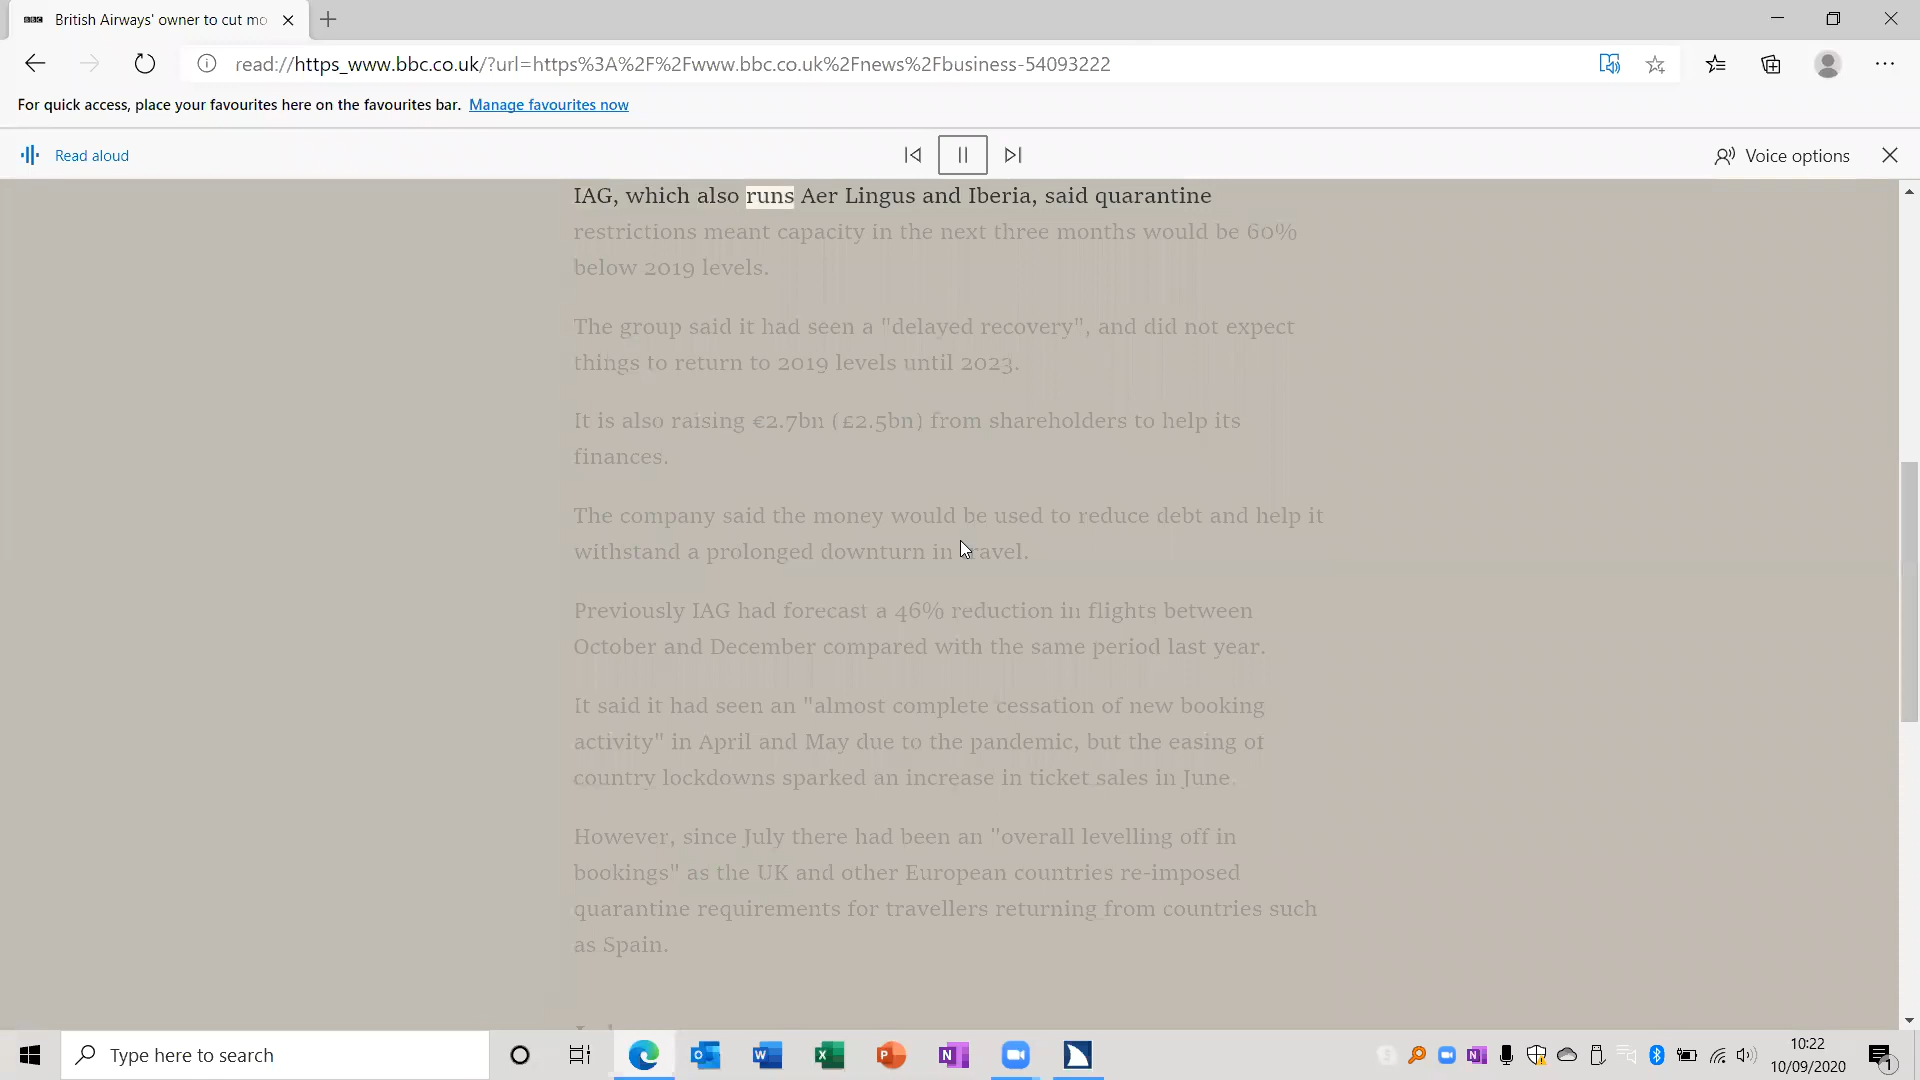 BBC British Airways' owner to cut mo
read://https_www.bbc.co.uk/?url=https%3A%2F%2Fwww.bbc.co.uk%2Fnews%2Fbusiness-54093222
For quick access, place your favourites here on the favourites bar. Manage favourites now
Read aloud
Voice options
IAG, which also runs Aer Lingus and Iberia, said quarantine
restrictions meant capacity in the next three months would be 60%
below 2019 levels.
The group said it had seen a "delayed recovery", and did not expect
things to return to 2019 levels until 2023.
It is also raising €2.7bn (£2.5bn) from shareholders to help its
finances.
The company said the money would be used to reduce debt and help it
withstand a prolonged downturn in travel.
Previously IAG had forecast a 46% reduction in flights between
October and December compared with the same period last year.
It said it had seen an "almost complete cessation of new booking
activity" in April and May due to the pandemic, but the easing of
country lockdowns sparked an increase in ticket sales in June.
However, since July there had been an "overall levelling off in
bookings" as the UK and other European countries re-imposed
quarantine requirements for travellers returning from countries such
as Spain.
Type here to search
10:22
10/09/2020
1